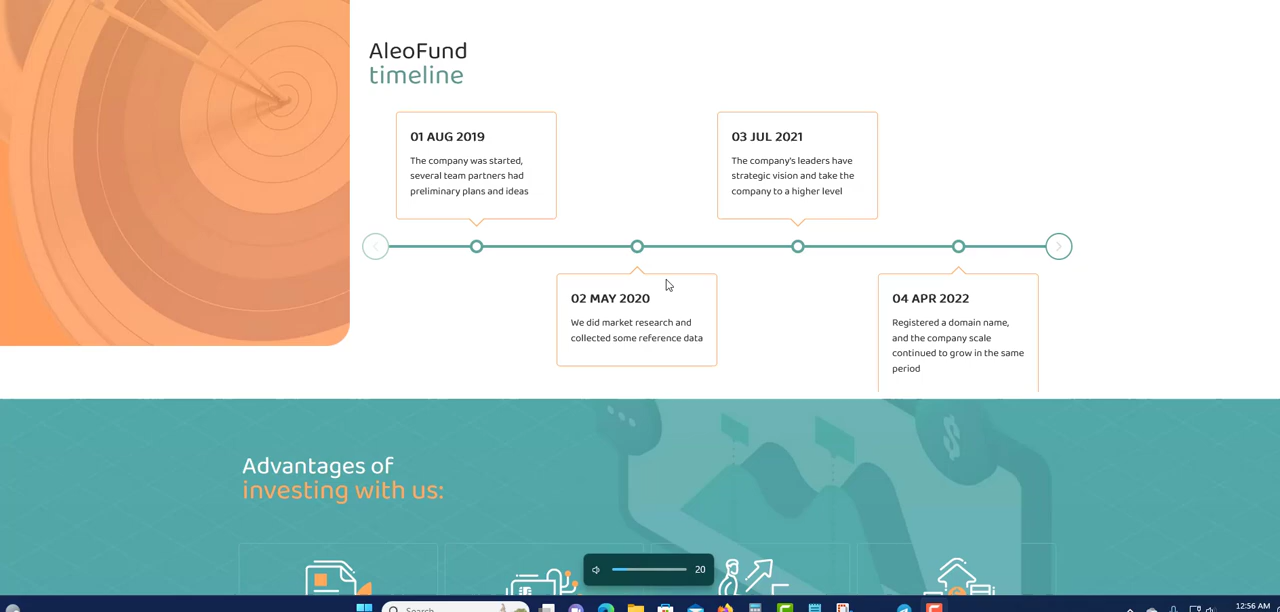 AleoFund
timeline
01 AUG 2019
The company was started,
several team partners had
preliminary plans and ideas
03 JUL 2021
The company's leaders have
strategic vision and take the
company to a higher level
02 MAY 2020
We did market research and
collected some reference data
04 APR 2022
Registered a domain name,
and the company scale
continued to grow in the same
period
Advantages of
investing with us:
20
Search
12:56 AM